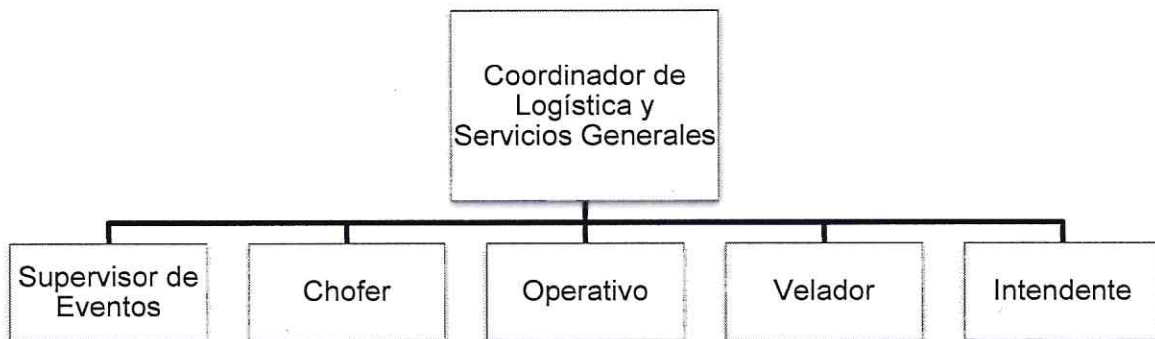 Coordinador de
Logística y
Servicios Generales
Supervisor de
Eventos
Chofer
Operativo
Velador
Intendente